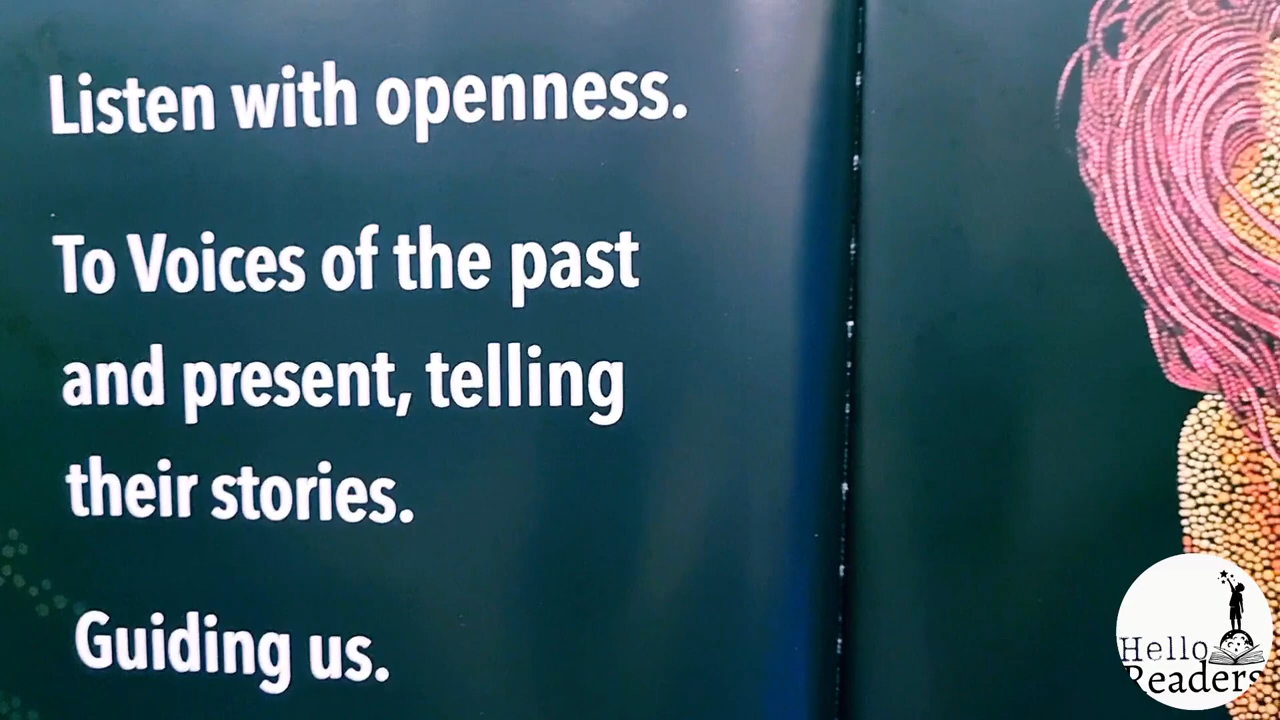 Listen with openness.
To Voices of the past
and present, telling
their stories.
Guiding us.
Hello
Readers